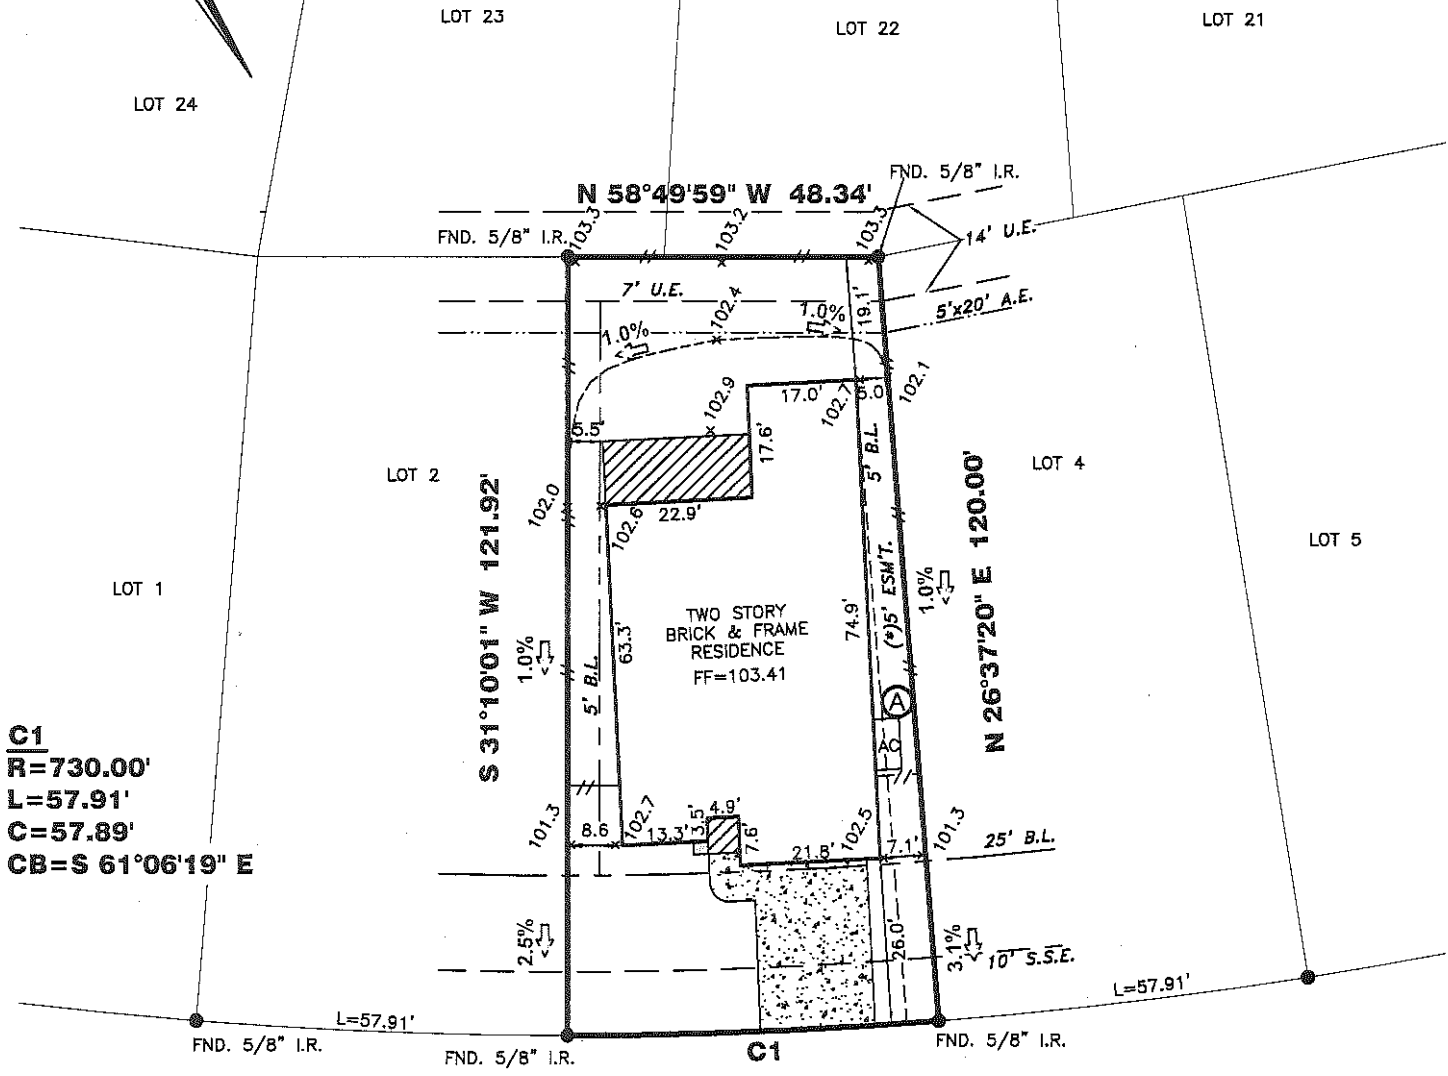 LOT 23
LOT 22
LOT 21
LOT 24
FND. 5/8" I.R.
N 58°49'59" W 48.34'
103.3
103.2
103.3
FND. 5/8" I.R.
14' U.E.
7' U.E.
102.4
1.0%
19.1'
5'x20' A.E.
1.0%
102.9
17.0'
102.7
5.0'
102.1
5.5'
17.6'
5' B.L.
LOT 2
LOT 4
102.0
102.6
22.9'
S 31°10'01" W 121.92'
N 26°37'20" E 120.00'
LOT 5
LOT 1
(*)5' ESM'T.
1.0%
TWO STORY
BRICK & FRAME
RESIDENCE
FF=103.41
74.9'
63.3'
1.0%
5' B.L.
A
AC
C1
R=730.00'
L=57.91'
C=57.89'
CB=S 61°06'19" E
101.3
8.6
102.7
13.3'
3.5'
4.9'
7.6'
21.8'
102.5
7.1'
101.3
25' B.L.
2.5%
26.0'
3.1%
10' S.S.E.
L=57.91'
L=57.91'
FND. 5/8" I.R.
FND. 5/8" I.R.
C1
FND. 5/8" I.R.